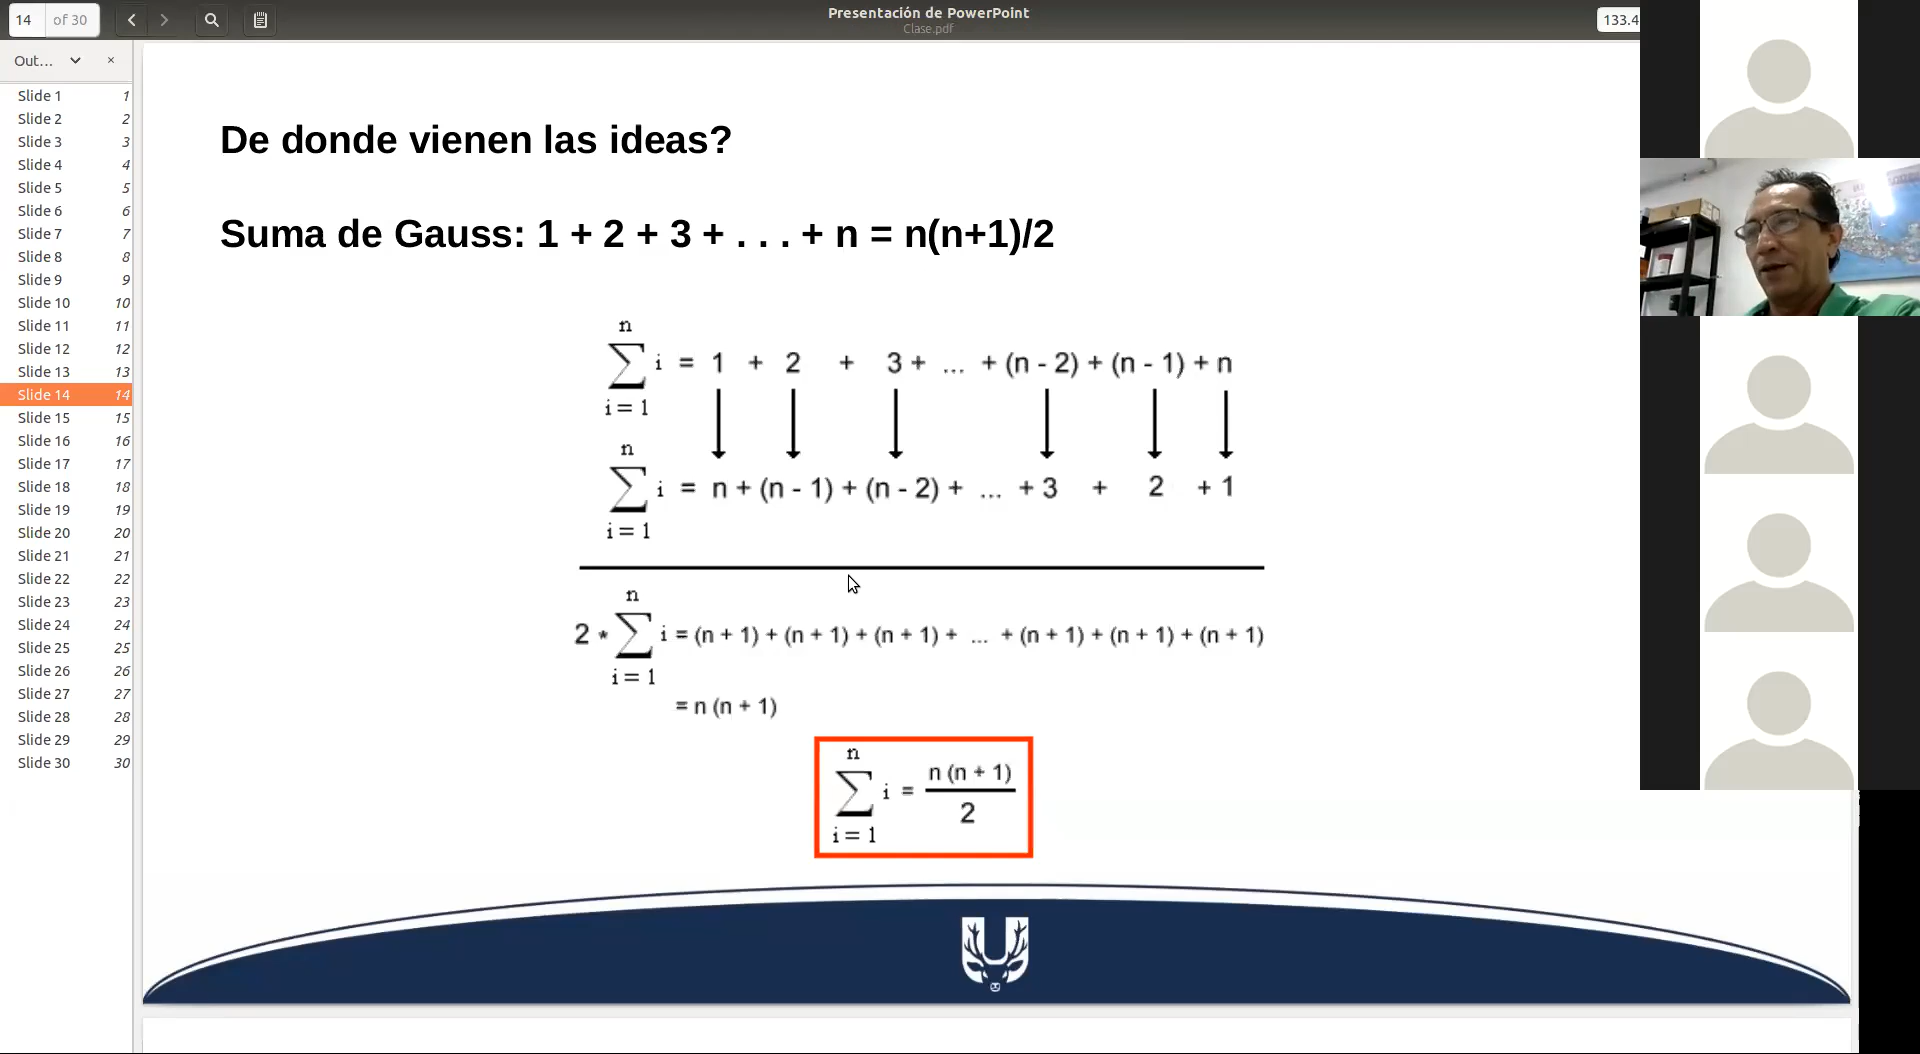 14 of 30
Presentación de PowerPoint
Clase.pdf
133.4
Out...
Slide 1 1
Slide 2 2
Slide 3 3
Slide 4 4
Slide 5 5
Slide 6 6
Slide 7 7
Slide 8 8
Slide 9 9
Slide 10 10
Slide 11 11
Slide 12 12
Slide 13 13
Slide 14 14
Slide 15 15
Slide 16 16
Slide 17 17
Slide 18 18
Slide 19 19
Slide 20 20
Slide 21 21
Slide 22 22
Slide 23 23
Slide 24 24
Slide 25 25
Slide 26 26
Slide 27 27
Slide 28 28
Slide 29 29
Slide 30 30
De donde vienen las ideas?
Suma de Gauss: 1 + 2 + 3 + . . . + n = n(n+1)/2
n
∑ i = 1 + 2 + 3 + ... + (n - 2) + (n - 1) + n
i = 1
n
∑ i = n + (n - 1) + (n - 2) + ... + 3 + 2 + 1
i = 1
n
2 * ∑ i = (n + 1) + (n + 1) + (n + 1) + ... + (n + 1) + (n + 1) + (n + 1)
i = 1
= n (n + 1)
n
n (n + 1)
∑ i =
2
i = 1